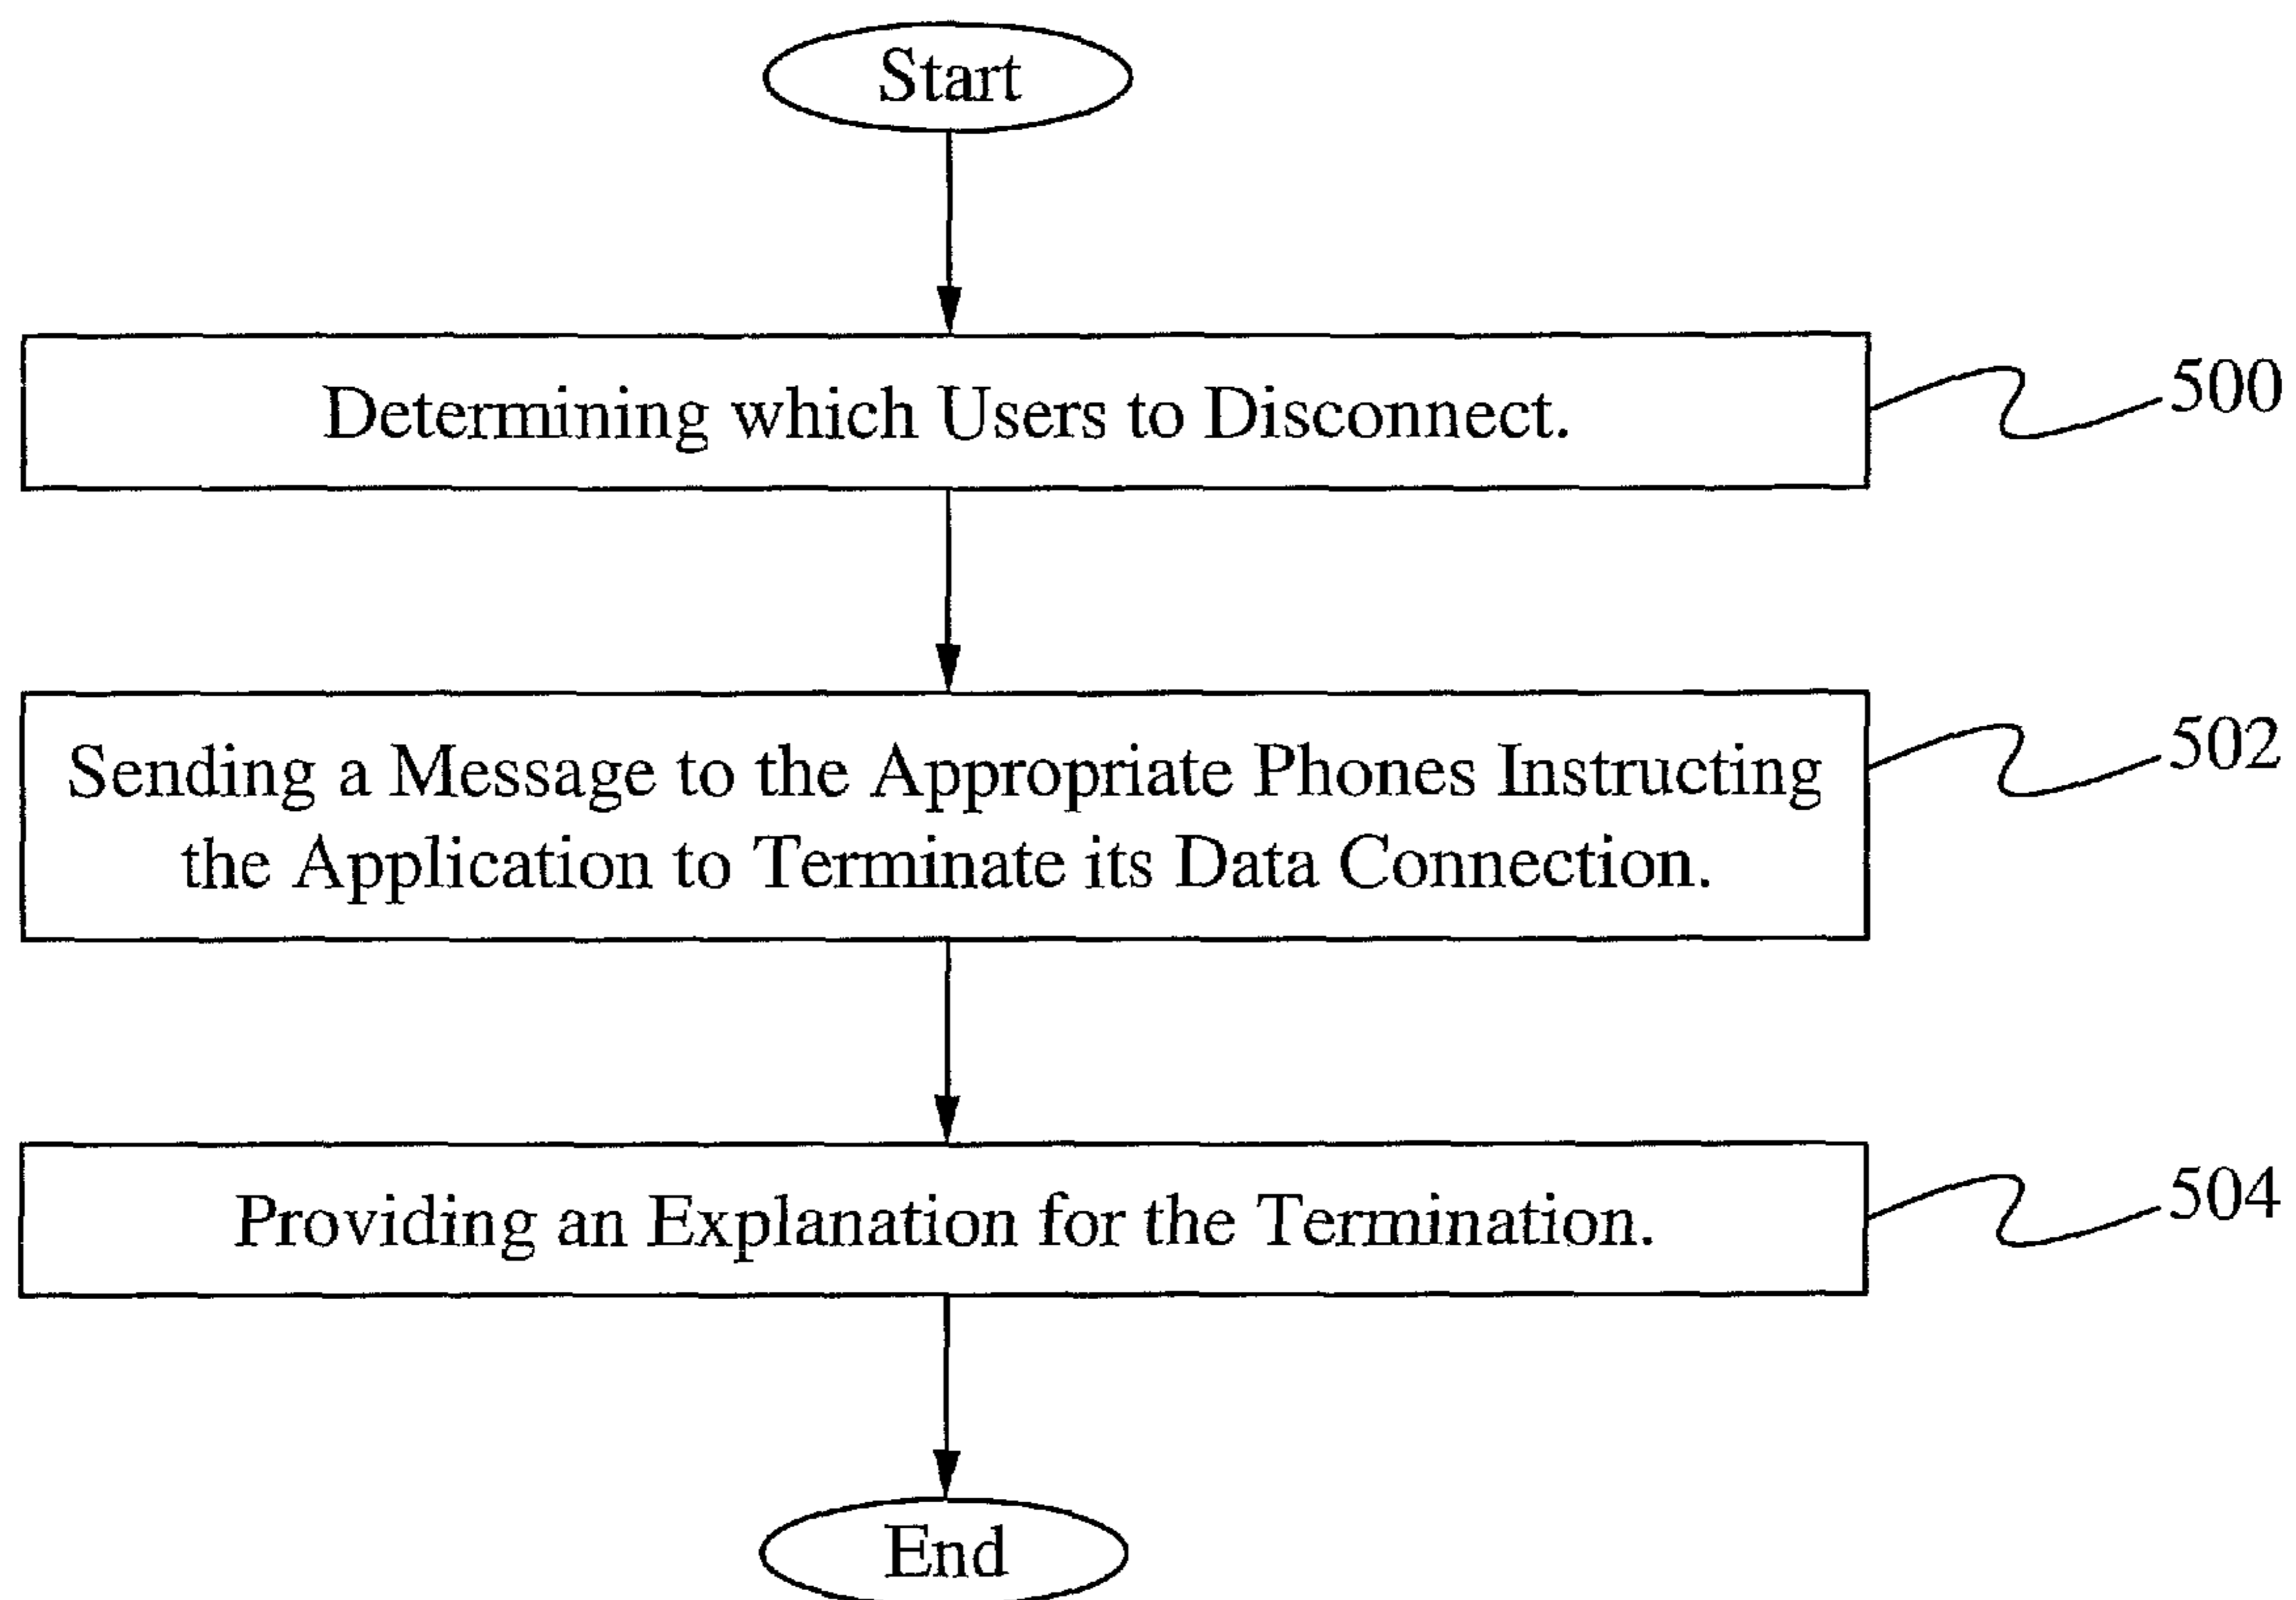 Start
Determining which Users to Disconnect.
500
Sending a Message to the Appropriate Phones Instructing
the Application to Terminate its Data Connection.
502
Providing an Explanation for the Termination.
504
End